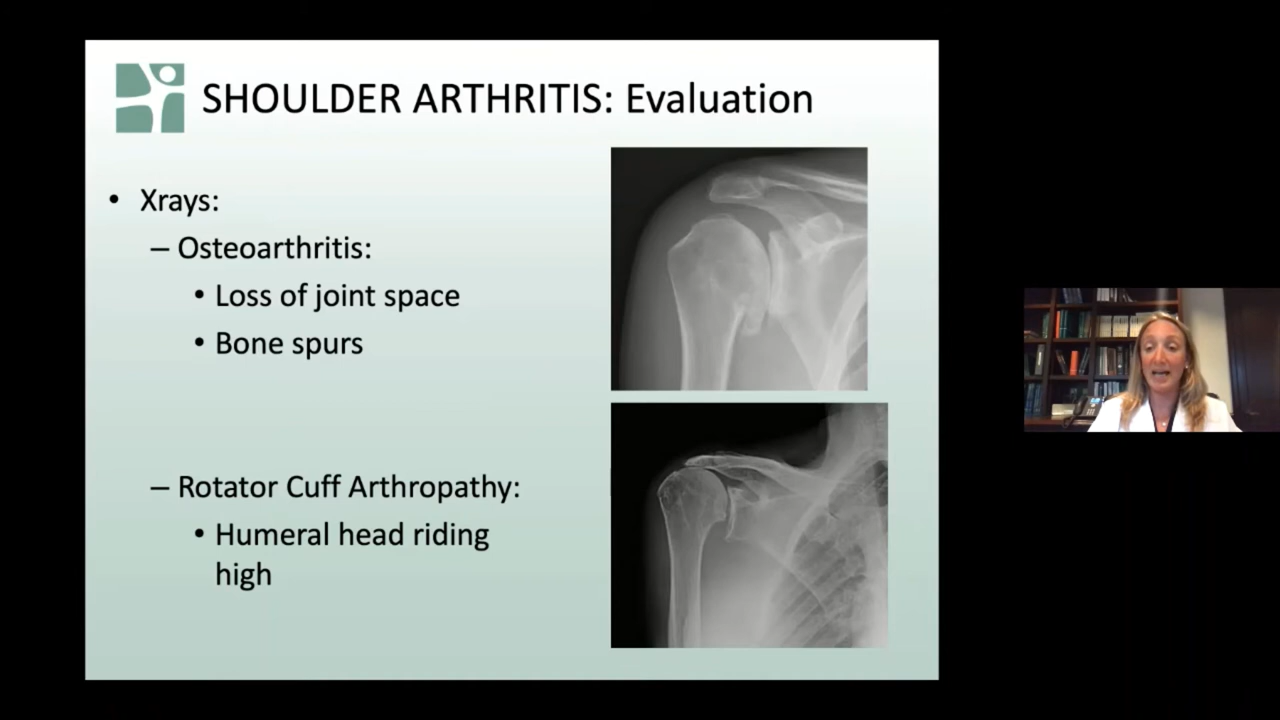 SHOULDER ARTHRITIS: Evaluation
• Xrays:
– Osteoarthritis:
• Loss of joint space
• Bone spurs
– Rotator Cuff Arthropathy:
• Humeral head riding
high